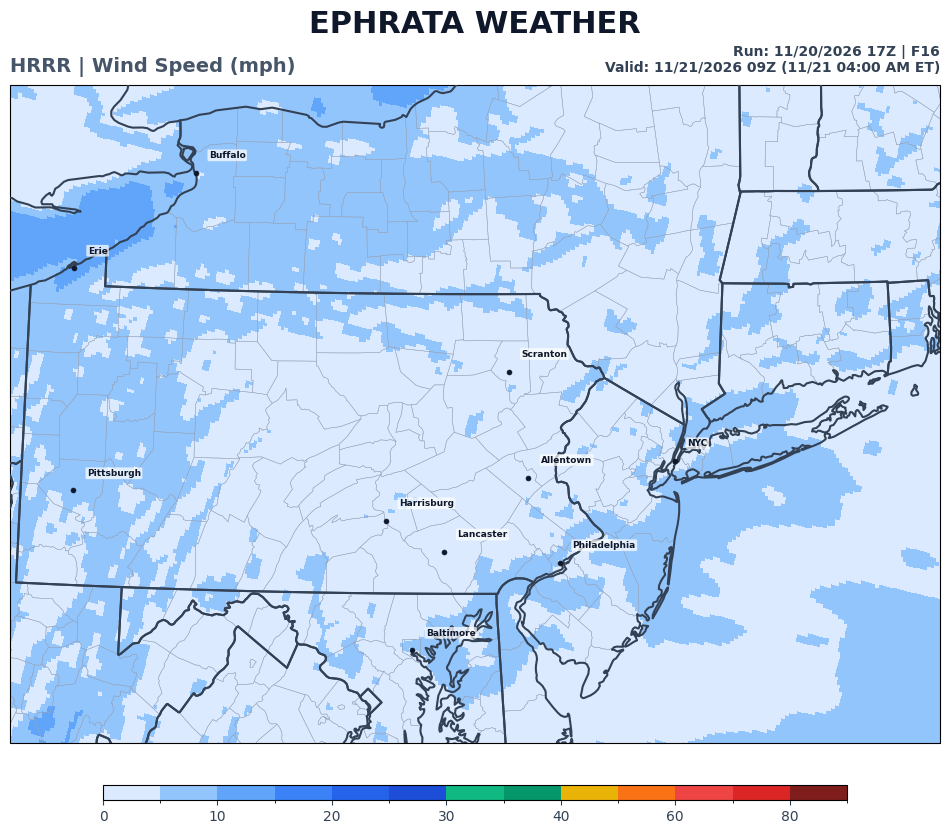 EPHRATA WEATHER
HRRR | Wind Speed (mph)
Run: 11/20/2026 17Z | F16
Valid: 11/21/2026 09Z (11/21 04:00 AM ET)
Buffalo
Erie
Scranton
NYC
Allentown
Pittsburgh
Harrisburg
Lancaster
Philadelphia
Baltimore
0 10 20 30 40 50 60 70 80